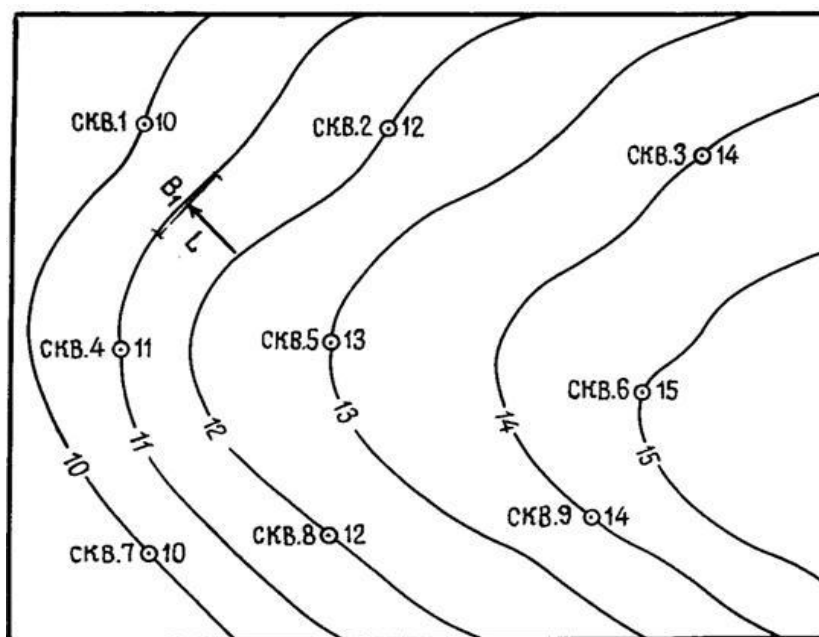 СКВ.1 10
СКВ.2 12
СКВ.3 14
B₁
L
СКВ.4 11
СКВ.5 13
СКВ.6 15
12
13
14
11
10
15
СКВ.9 14
СКВ.8 12
СКВ.7 10